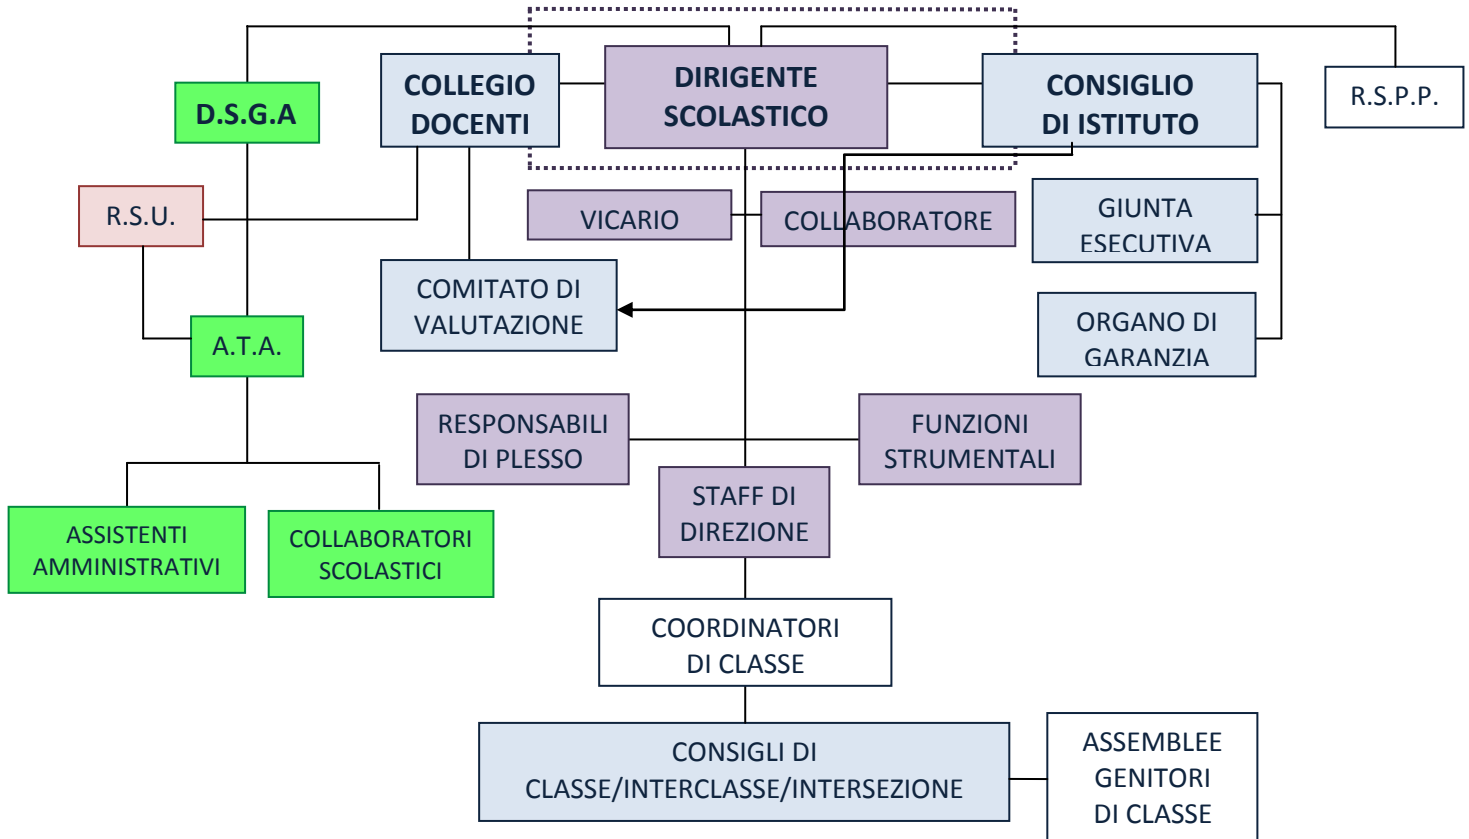 COLLEGIO
DOCENTI
DIRIGENTE
SCOLASTICO
CONSIGLIO
DI ISTITUTO
R.S.P.P.
D.S.G.A
R.S.U.
VICARIO
COLLABORATORE
GIUNTA
ESECUTIVA
COMITATO DI
VALUTAZIONE
ORGANO DI
GARANZIA
A.T.A.
RESPONSABILI
DI PLESSO
FUNZIONI
STRUMENTALI
STAFF DI
DIREZIONE
ASSISTENTI
AMMINISTRATIVI
COLLABORATORI
SCOLASTICI
COORDINATORI
DI CLASSE
CONSIGLI DI
CLASSE/INTERCLASSE/INTERSEZIONE
ASSEMBLEE
GENITORI
DI CLASSE